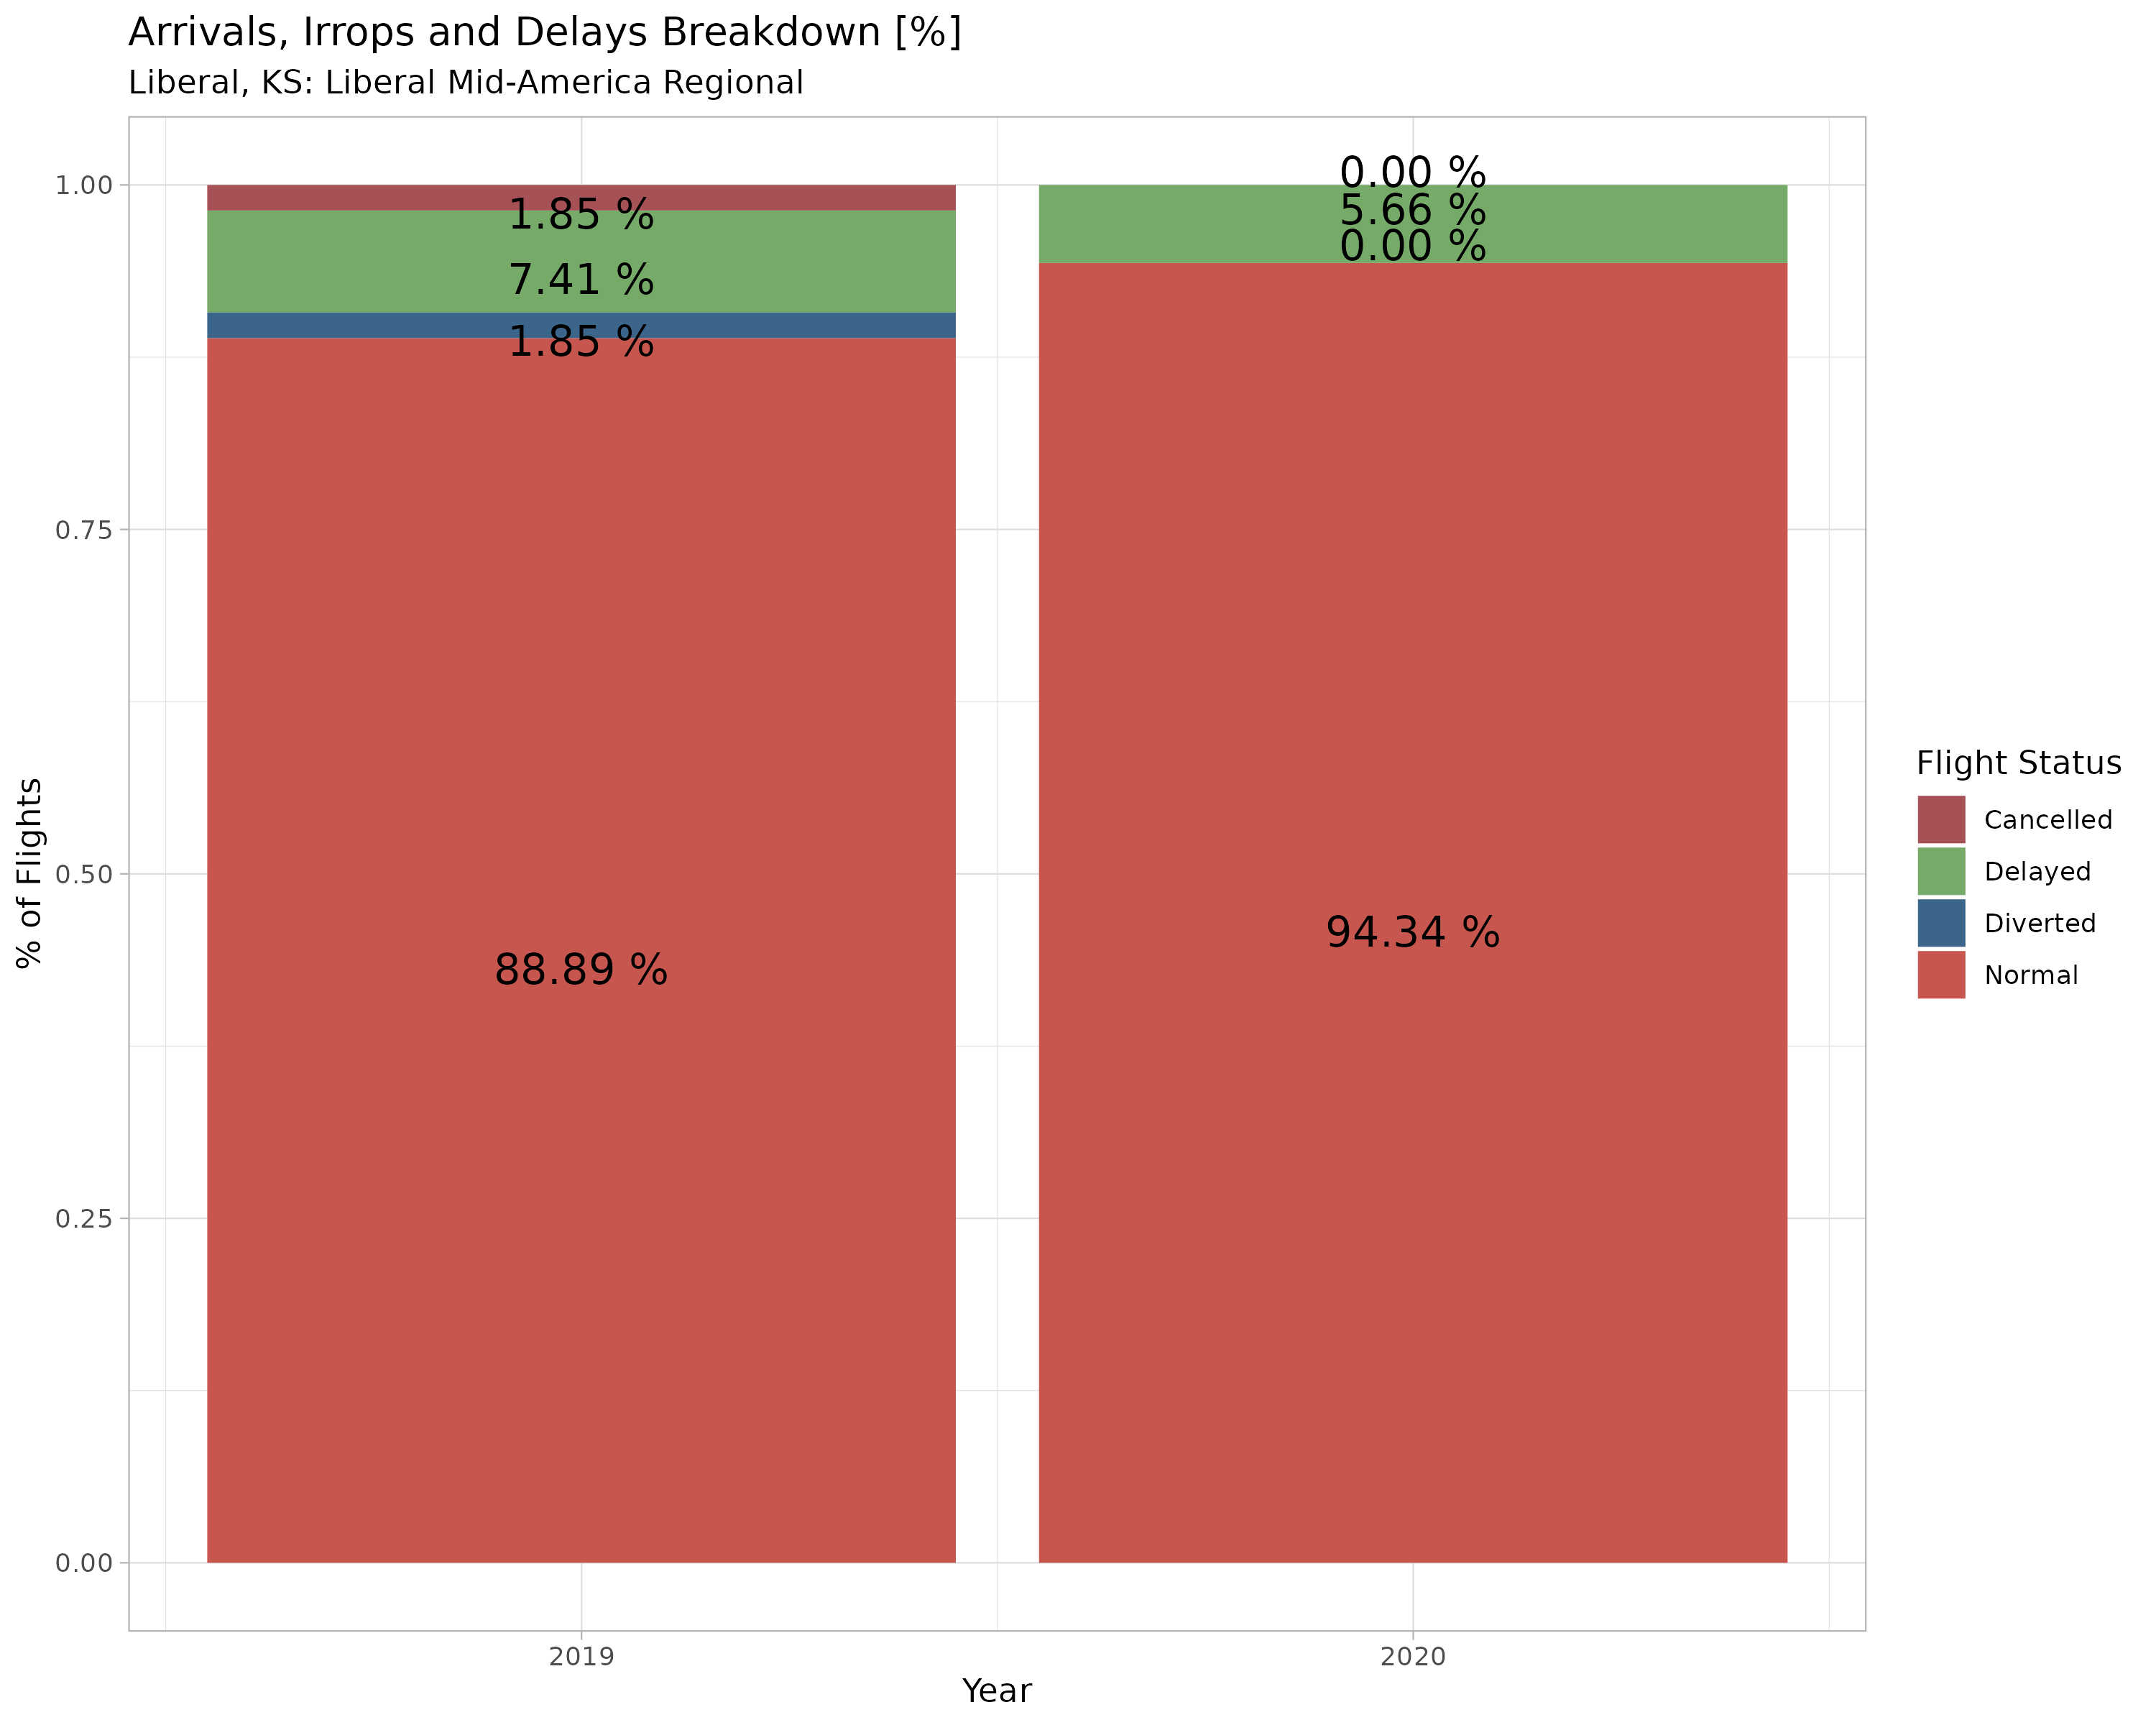 Arrivals, Irrops and Delays Breakdown [%]
Liberal, KS: Liberal Mid-America Regional
% of Flights
1.00
0.75
0.50
0.25
0.00
1.85 %
7.41 %
1.85 %
88.89 %
0.00 %
5.66 %
0.00 %
94.34 %
2019
2020
Year
Flight Status
Cancelled
Delayed
Diverted
Normal